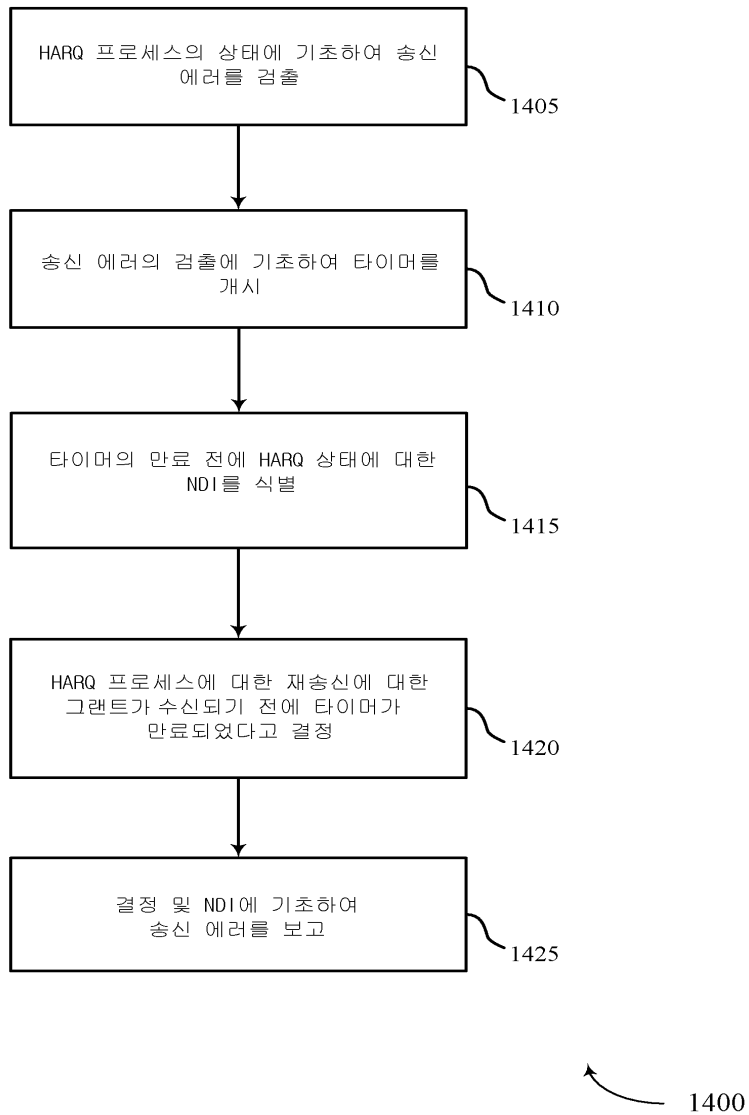 HARQ 프로세스의 상태에 기초하여 송신
에러를 검출
1405
송신 에러의 검출에 기초하여 타이머를
개시
1410
타이머의 만료 전에 HARQ 상태에 대한
NDI를 식별
1415
HARQ 프로세스에 대한 재송신에 대한
그랜트가 수신되기 전에 타이머가
만료되었다고 결정
1420
결정 및 NDI에 기초하여
송신 에러를 보고
1425
1400